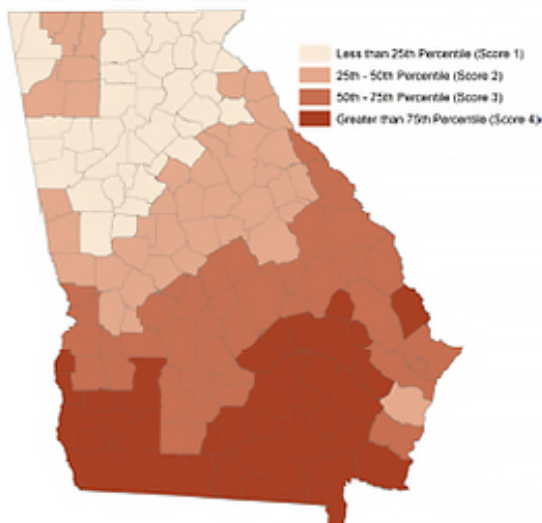 Less than 25th Percentile (Score 1)
25th - 50th Percentile (Score 2)
50th - 75th Percentile (Score 3)
Greater than 75th Percentile (Score 4)